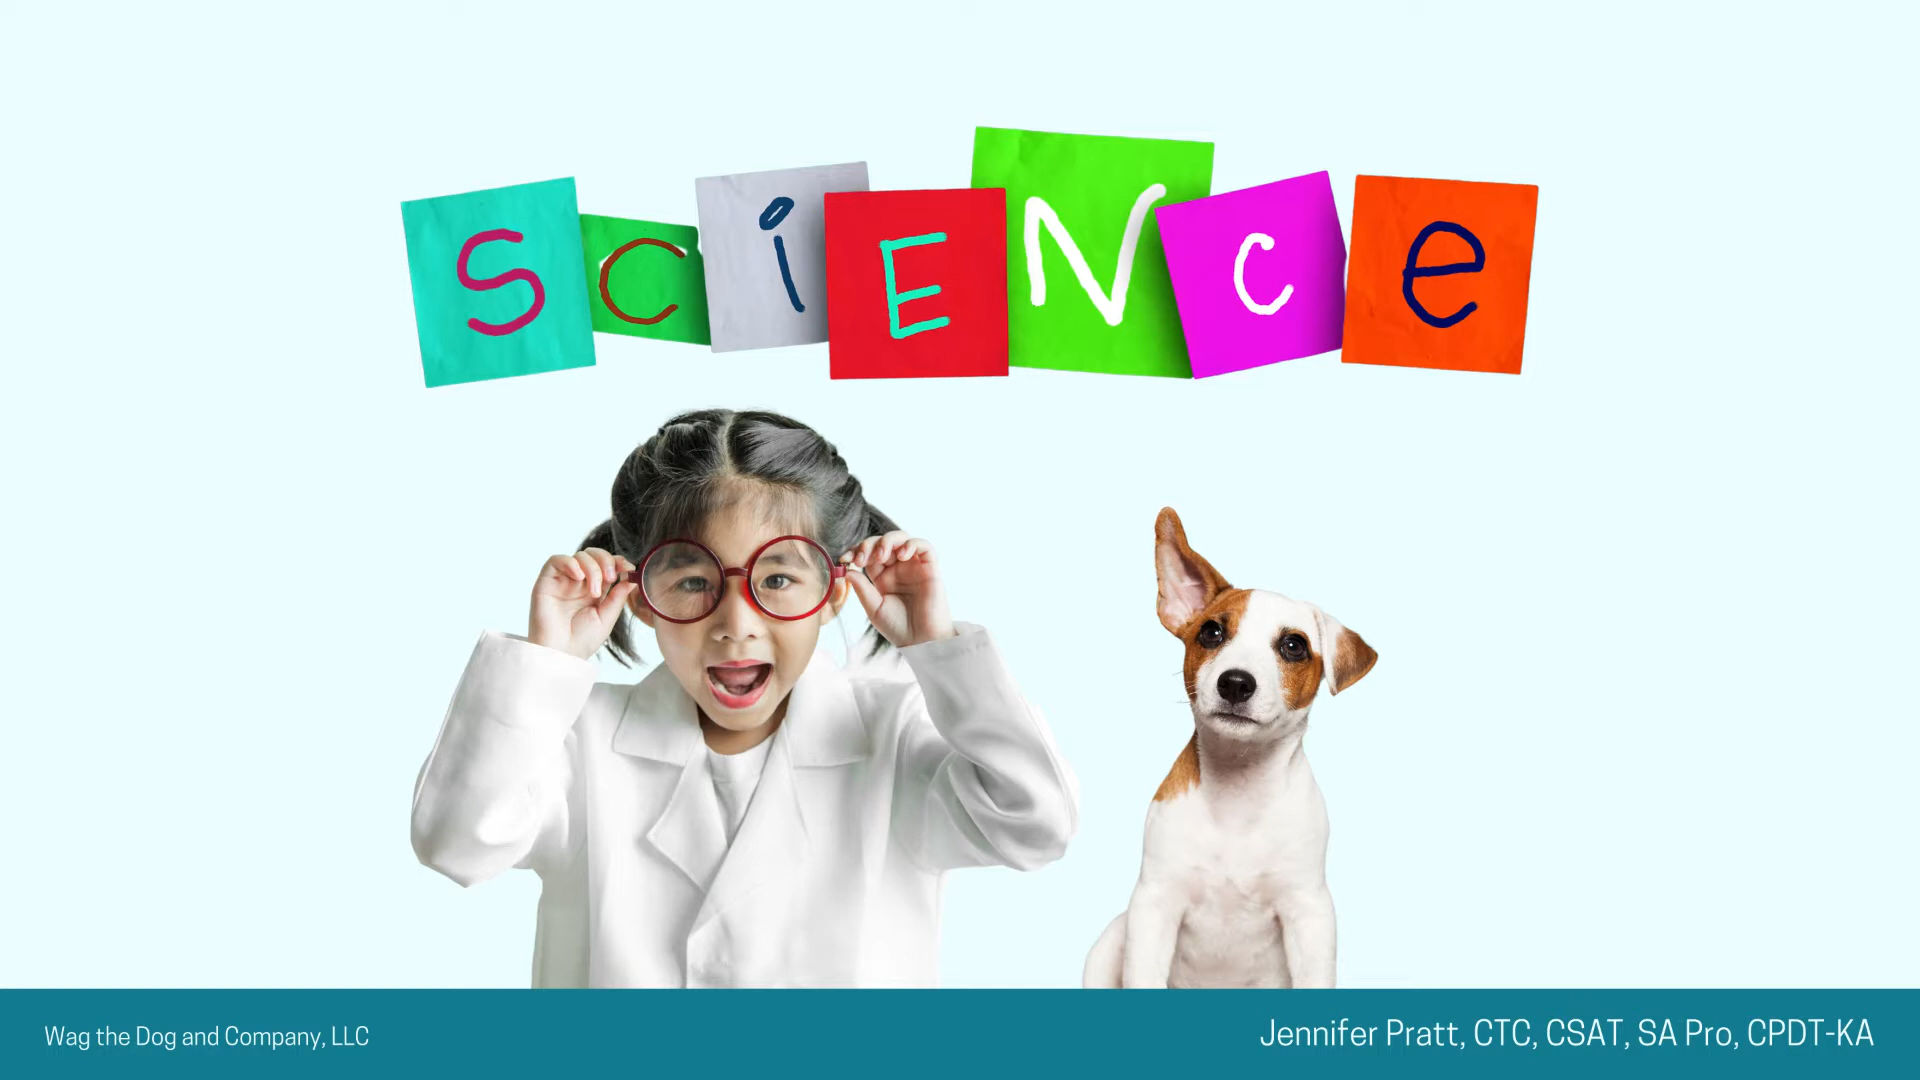 SCiENce
Wag the Dog and Company, LLC
Jennifer Pratt, CTC, CSAT, SA Pro, CPDT-KA